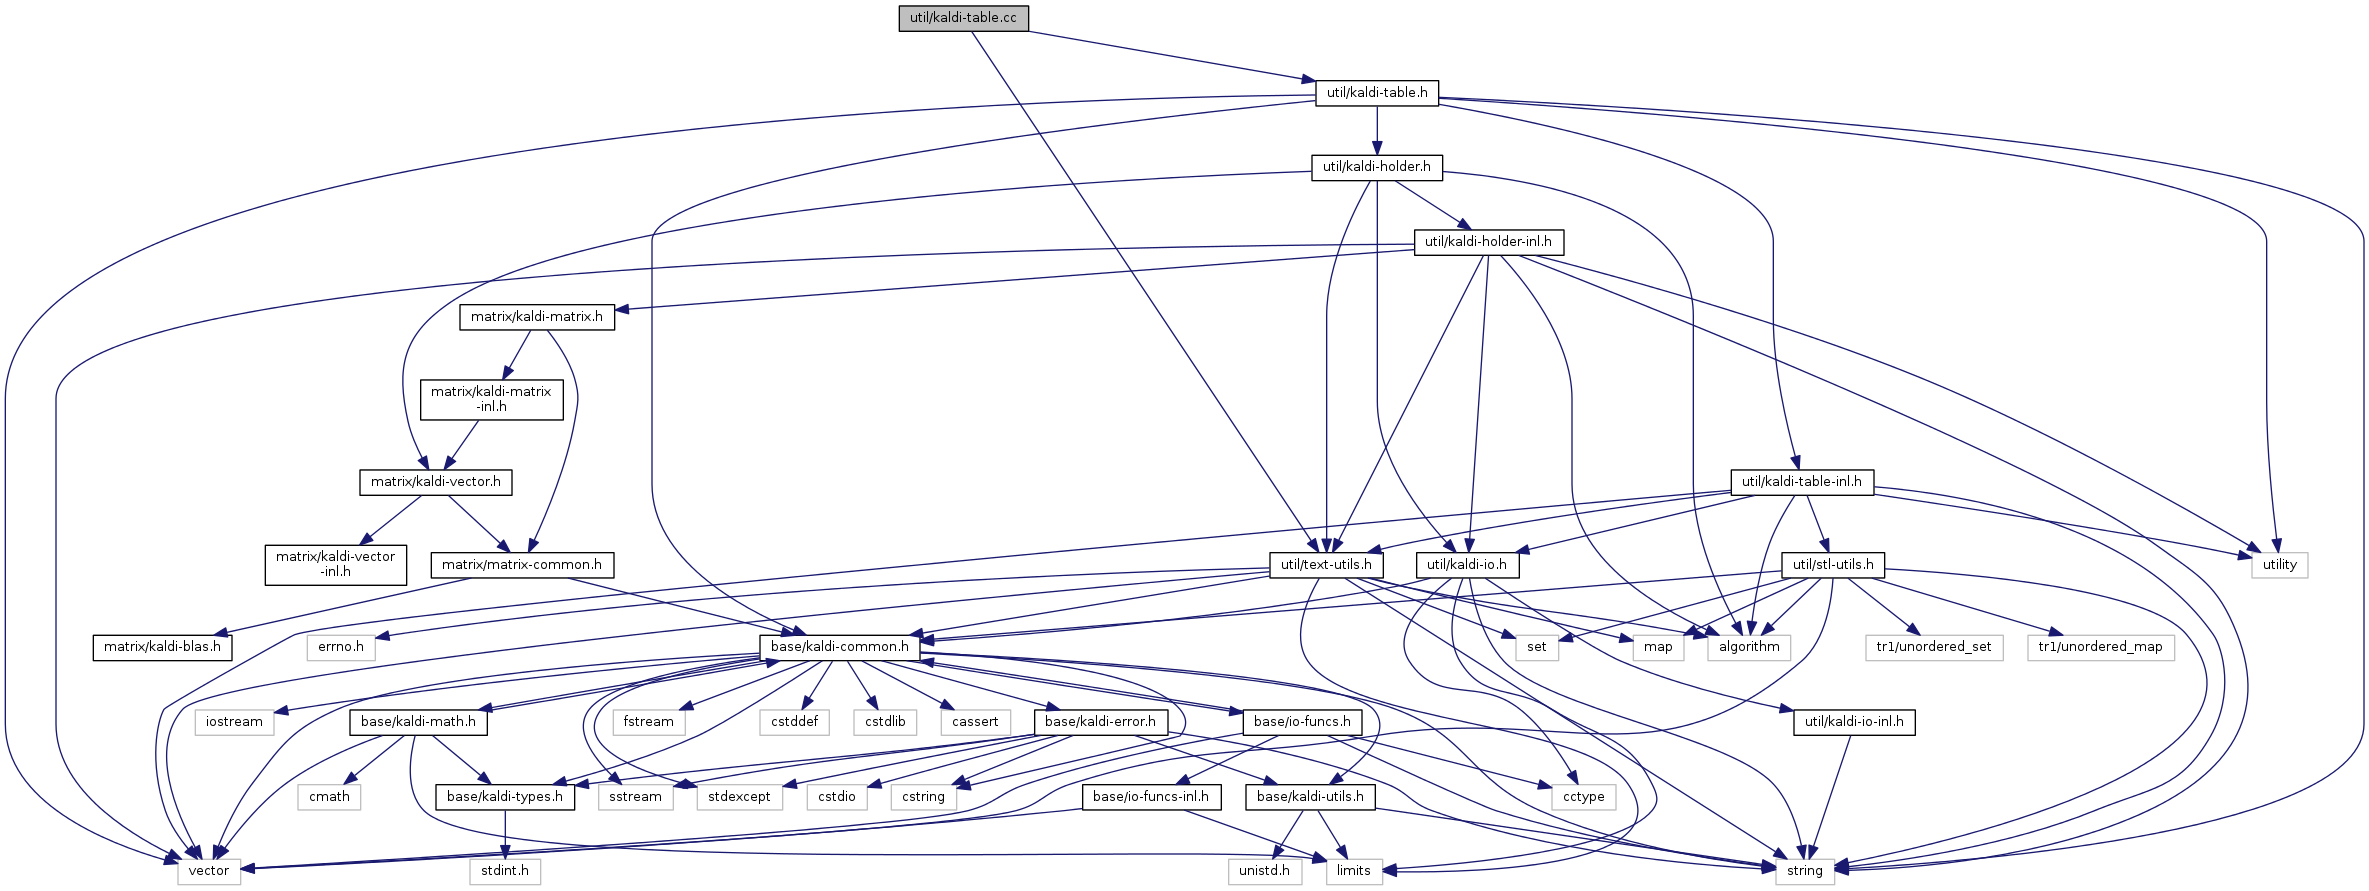 util/kaldi-table.cc
util/kaldi-table.h
util/kaldi-holder.h
util/kaldi-holder-inl.h
matrix/kaldi-matrix.h
matrix/kaldi-matrix
-inl.h
matrix/kaldi-vector.h
util/kaldi-table-inl.h
matrix/kaldi-vector
-inl.h
matrix/matrix-common.h
util/text-utils.h
util/kaldi-io.h
util/stl-utils.h
utility
matrix/kaldi-blas.h
errno.h
base/kaldi-common.h
set
map
algorithm
tr1/unordered_set
tr1/unordered_map
iostream
base/kaldi-math.h
fstream
cstddef
cstdlib
cassert
base/kaldi-error.h
base/io-funcs.h
util/kaldi-io-inl.h
cmath
base/kaldi-types.h
sstream
stdexcept
cstdio
cstring
base/io-funcs-inl.h
base/kaldi-utils.h
cctype
vector
stdint.h
unistd.h
limits
string